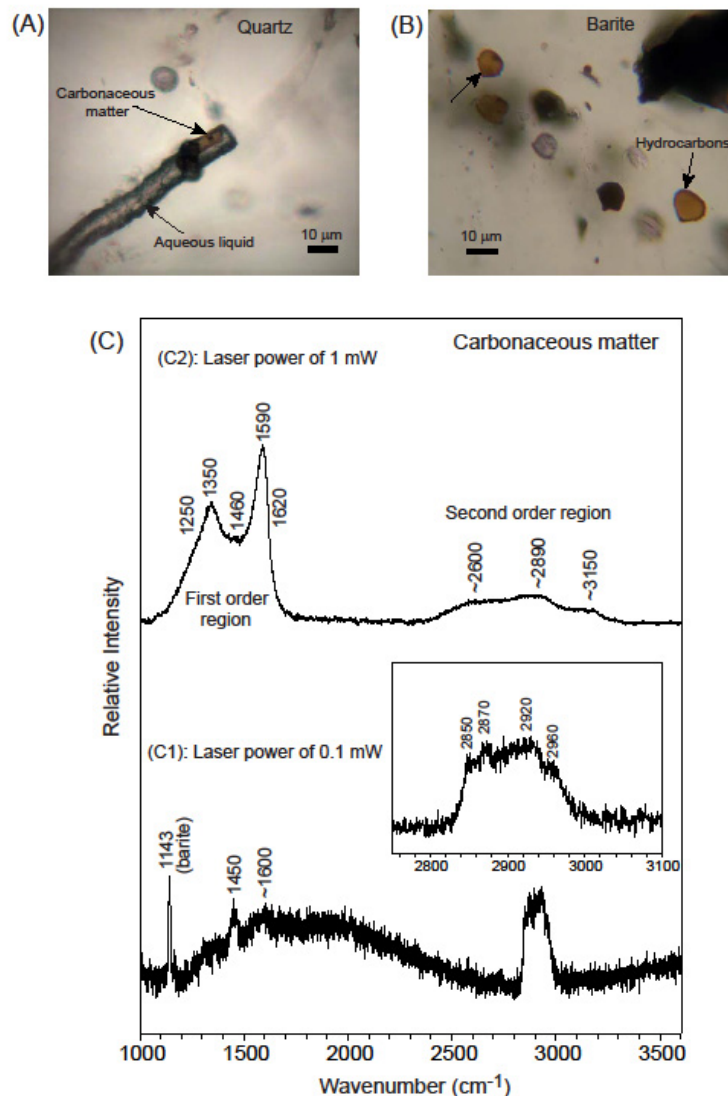 (A)
Quartz
Carbonaceous
matter
Aqueous liquid
10 µm
(B)
Barite
Hydrocarbons
10 µm
(C)
Carbonaceous matter
(C2): Laser power of 1 mW
1250
1350
1460
1590
1620
First order
region
Second order region
~2600
~2890
~3150
Relative Intensity
(C1): Laser power of 0.1 mW
1143
(barite)
1450
~1600
2850
2870
2920
2960
2800 2900 3000 3100
1000 1500 2000 2500 3000 3500
Wavenumber (cm-1)